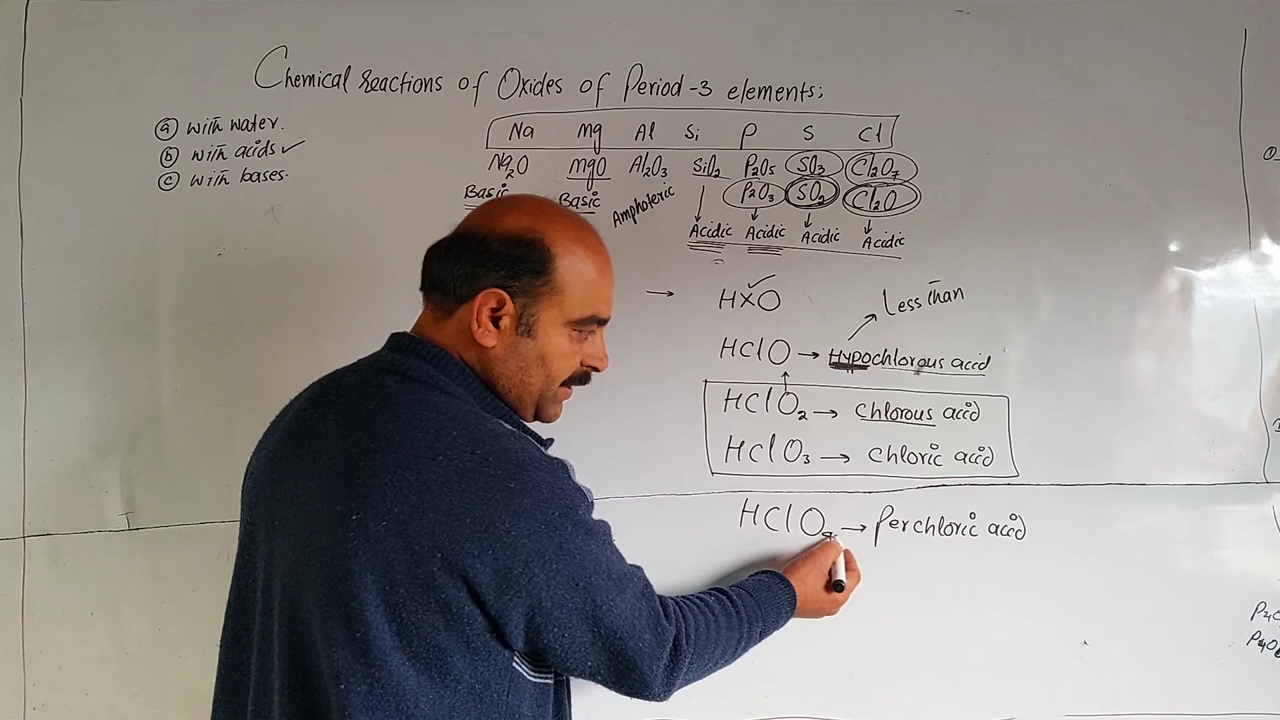 Chemical reactions of Oxides of Period-3 elements:
(a) with water.
(b) with acids ✓
(c) with bases.
Na Mg Al Si P S Cl
Na₂O MgO Al₂O₃ SiO₂ P₂O₅ SO₃ Cl₂O₇
P₂O₃ SO₂ Cl₂O
Basic Basic Amphoteric
Acidic Acidic Acidic Acidic
→ HXO ✓
Less than
HClO → HYPOchlorous acid
HClO₂ → Chlorous acid
HClO₃ → Chloric acid
HClO₄ → Perchloric acid